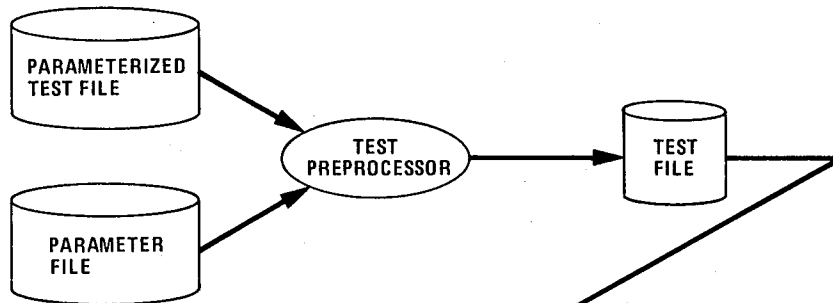 PARAMETERIZED
TEST FILE
TEST
PREPROCESSOR
TEST
FILE
PARAMETER
FILE